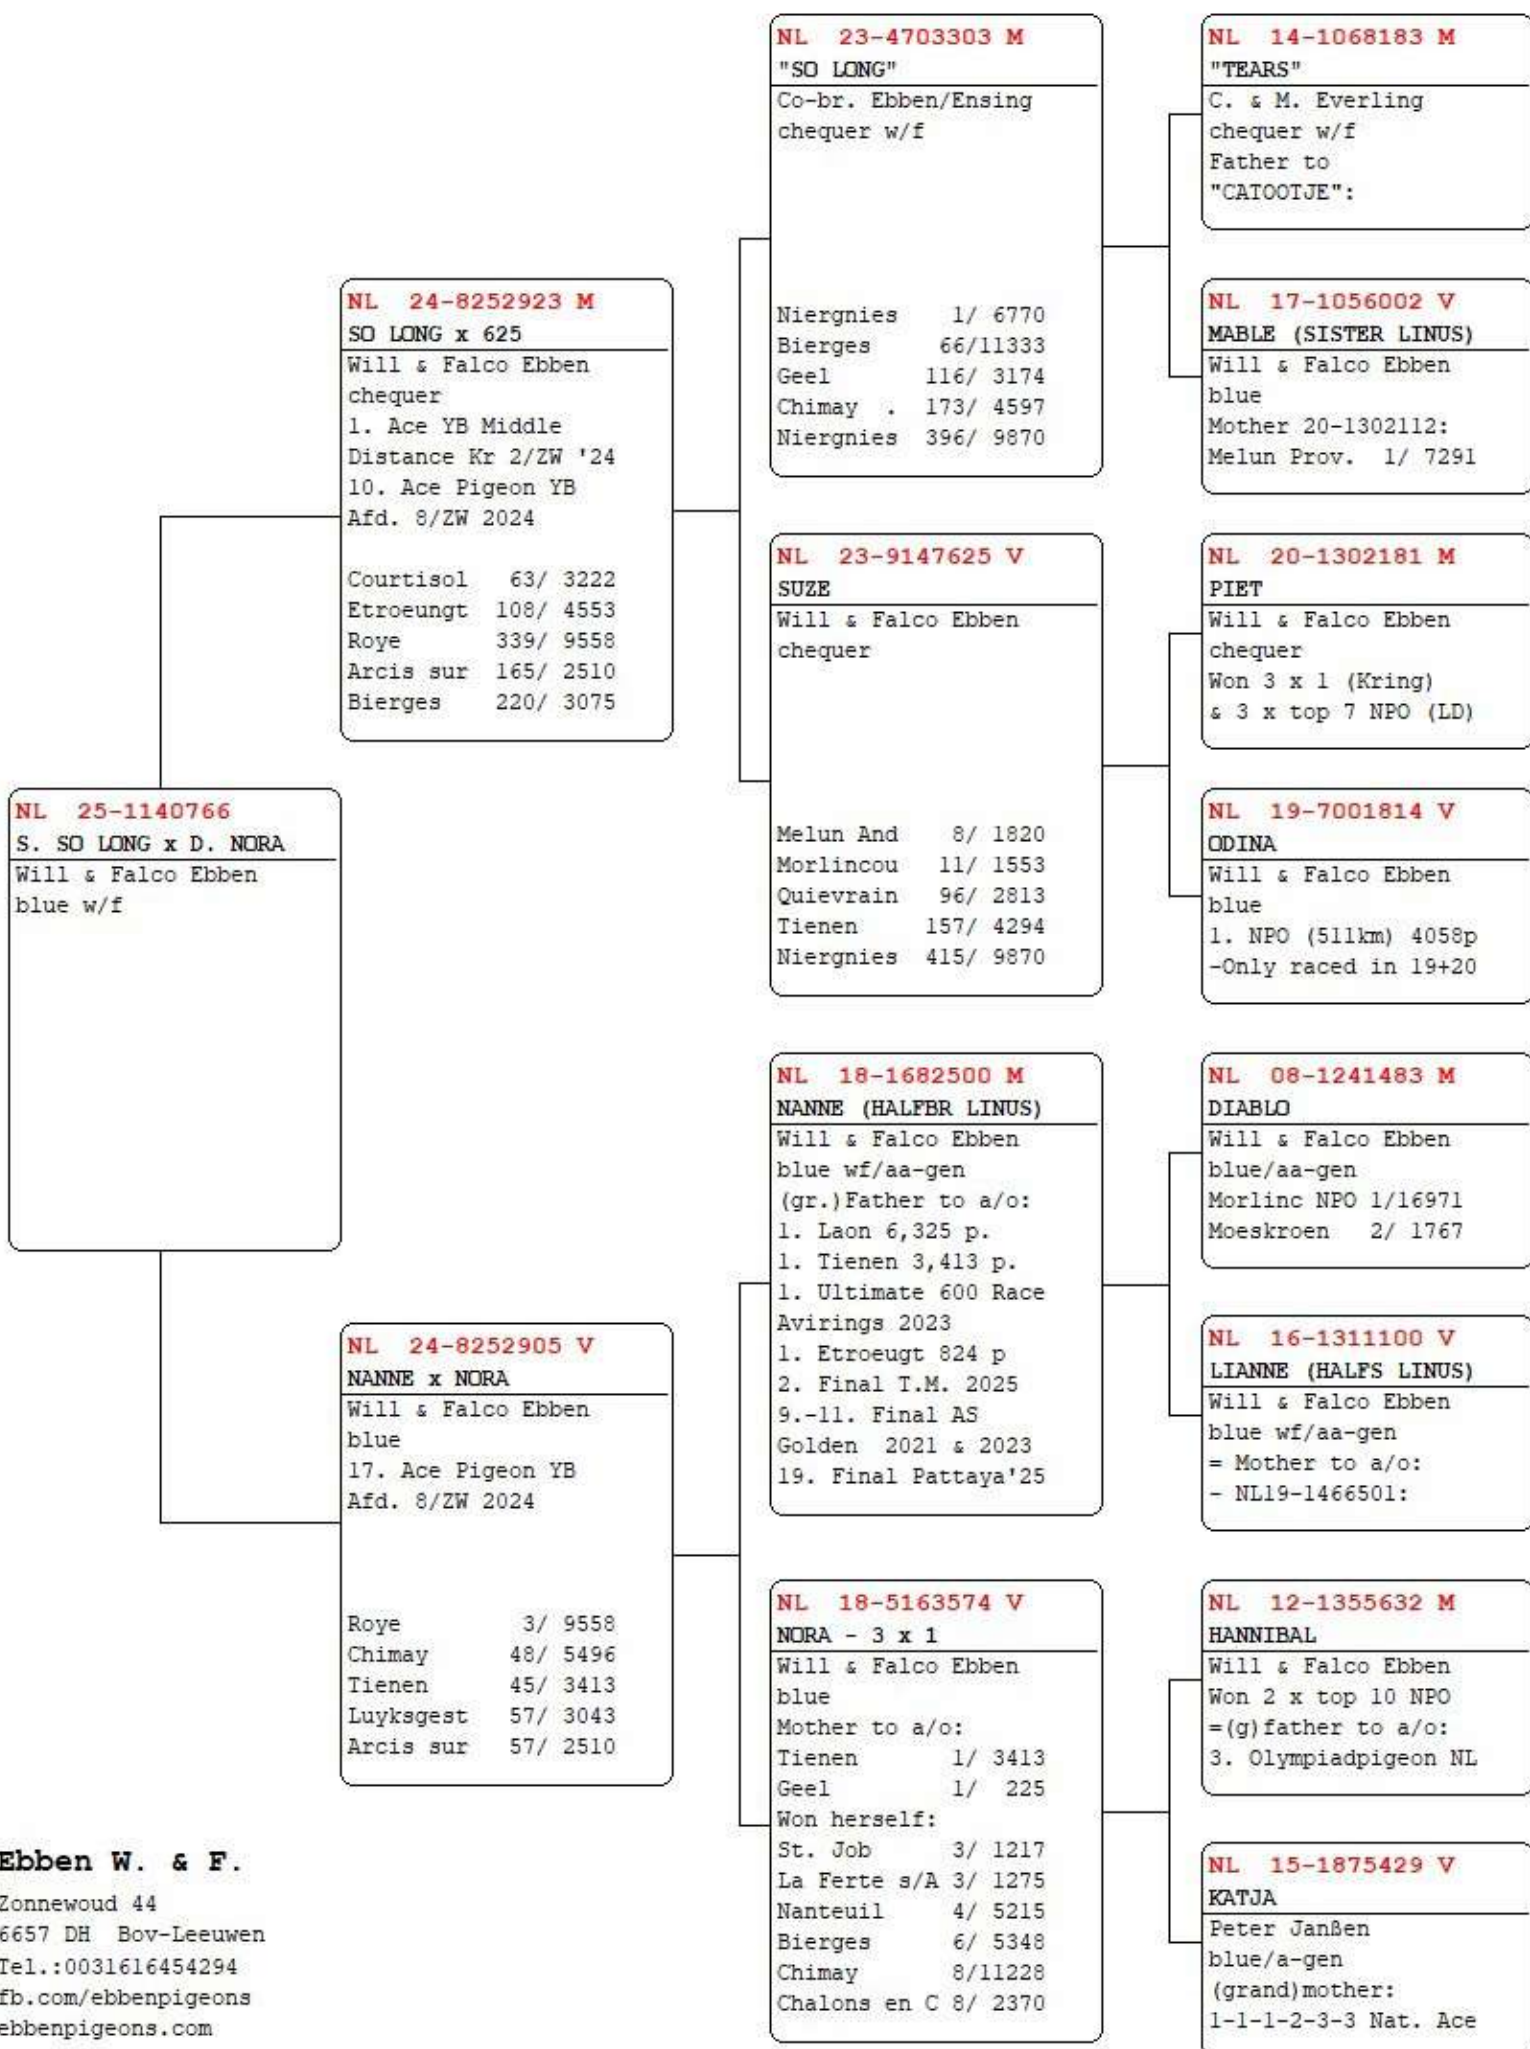 NL 25-1140766
S. SO LONG x D. NORA
Will & Falco Ebben
blue w/f
NL 24-8252923 M
SO LONG x 625
Will & Falco Ebben
chequer
1. Ace YB Middle
Distance Kr 2/ZW '24
10. Ace Pigeon YB
Afd. 8/ZW 2024
Courtisol 63/ 3222
Etroeungt 108/ 4553
Roye 339/ 9558
Arcis sur 165/ 2510
Bierges 220/ 3075
NL 24-8252905 V
NANNE x NORA
Will & Falco Ebben
blue
17. Ace Pigeon YB
Afd. 8/ZW 2024
Roye 3/ 9558
Chimay 48/ 5496
Tienen 45/ 3413
Luyksgest 57/ 3043
Arcis sur 57/ 2510
NL 23-4703303 M
"SO LONG"
Co-br. Ebben/Ensing
chequer w/f
Niergnies 1/ 6770
Bierges 66/11333
Geel 116/ 3174
Chimay . 173/ 4597
Niergnies 396/ 9870
NL 23-9147625 V
SUZE
Will & Falco Ebben
chequer
Melun And 8/ 1820
Morlincou 11/ 1553
Quievrain 96/ 2813
Tienen 157/ 4294
Niergnies 415/ 9870
NL 18-1682500 M
NANNE (HALFBR LINUS)
Will & Falco Ebben
blue wf/aa-gen
(gr.)Father to a/o:
1. Laon 6,325 p.
1. Tienen 3,413 p.
1. Ultimate 600 Race
Avirings 2023
1. Etroeugt 824 p
2. Final T.M. 2025
9.-11. Final AS
Golden 2021 & 2023
19. Final Pattaya'25
NL 18-5163574 V
NORA - 3 x 1
Will & Falco Ebben
blue
Mother to a/o:
Tienen 1/ 3413
Geel 1/ 225
Won herself:
St. Job 3/ 1217
La Ferte s/A 3/ 1275
Nanteuil 4/ 5215
Bierges 6/ 5348
Chimay 8/11228
Chalons en C 8/ 2370
NL 14-1068183 M
"TEARS"
C. & M. Everling
chequer w/f
Father to
"CATOOTJE":
NL 17-1056002 V
MABLE (SISTER LINUS)
Will & Falco Ebben
blue
Mother 20-1302112:
Melun Prov. 1/ 7291
NL 20-1302181 M
PIET
Will & Falco Ebben
chequer
Won 3 x 1 (Kring)
& 3 x top 7 NPO (LD)
NL 19-7001814 V
ODINA
Will & Falco Ebben
blue
1. NPO (511km) 4058p
-Only raced in 19+20
NL 08-1241483 M
DIABLO
Will & Falco Ebben
blue/aa-gen
Morlinc NPO 1/16971
Moeskroen 2/ 1767
NL 16-1311100 V
LIANNE (HALFS LINUS)
Will & Falco Ebben
blue wf/aa-gen
= Mother to a/o:
- NL19-1466501:
NL 12-1355632 M
HANNIBAL
Will & Falco Ebben
Won 2 x top 10 NPO
=(g)father to a/o:
3. Olympiadpigeon NL
NL 15-1875429 V
KATJA
Peter Janßen
blue/a-gen
(grand)mother:
1-1-1-2-3-3 Nat. Ace
Ebben W. & F.
Zonnewoud 44
6657 DH Bov-Leeuwen
Tel.:0031616454294
fb.com/ebbenpigeons
ebbenpigeons.com